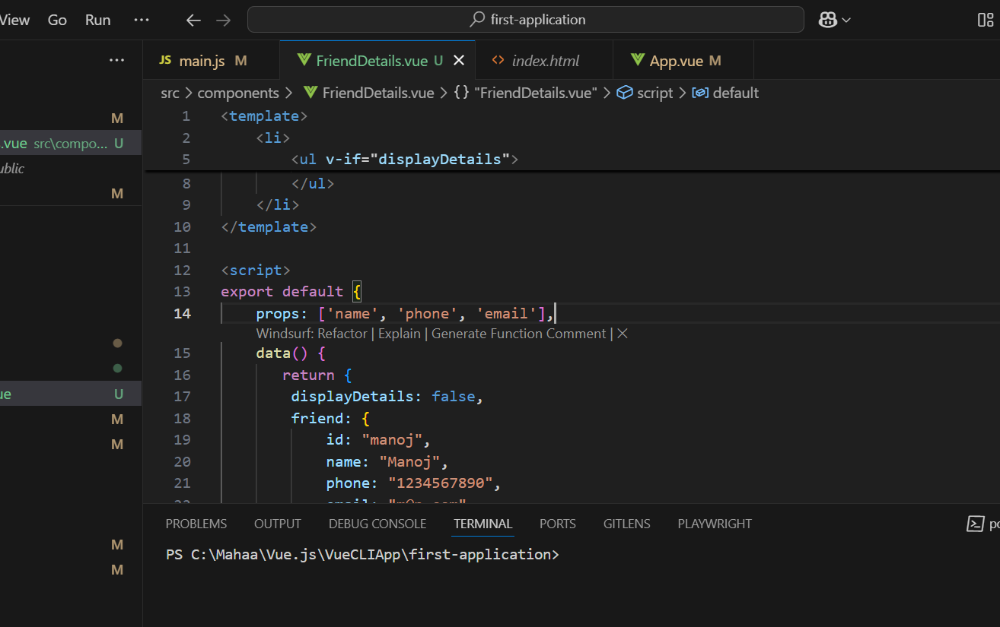 View Go Run ··· first-application
··· JS main.js M FriendDetails.vue U index.html App.vue M
src > components > FriendDetails.vue > {} "FriendDetails.vue" > script > default
M
.vue src\compo... U
M
U
M
M
M
M
1 <template>
2 <li>
5 <ul v-if="displayDetails">
8 </ul>
9 </li>
10 </template>
11
12 <script>
13 export default {
14 props: ['name', 'phone', 'email'],
Windsurf: Refactor | Explain | Generate Function Comment | ×
15 data() {
16 return {
17 displayDetails: false,
18 friend: {
19 id: "manoj",
20 name: "Manoj",
21 phone: "1234567890",
PROBLEMS OUTPUT DEBUG CONSOLE TERMINAL PORTS GITLENS PLAYWRIGHT
PS C:\Mahaa\Vue.js\VueCLIApp\first-application>